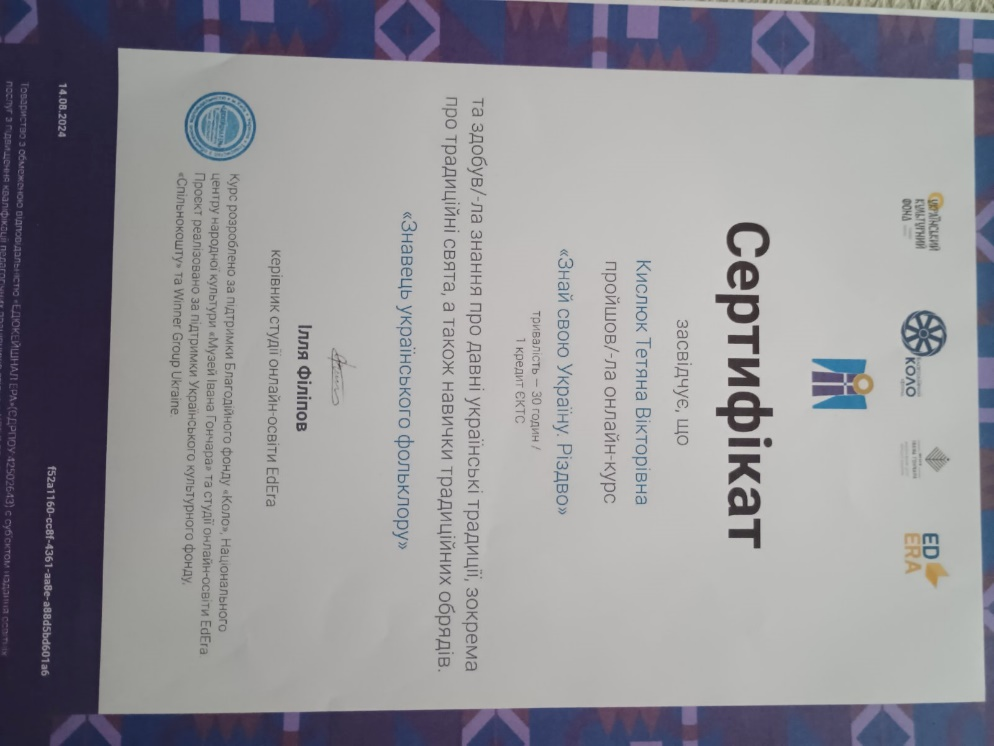 УКРАЇНСЬКИЙ
КУЛЬТУРНИЙ
ФОНД
КОЛО
ED
ERA
Сертифікат
засвідчує, що
Кислюк Тетяна Вікторівна
пройшов/-ла онлайн-курс
«Знай свою Україну. Різдво»
тривалість – 30 годин /
1 кредит ЄКТС
та здобув/-ла знання про давні українські традиції, зокрема
про традиційні свята, а також навички традиційних обрядів.
«Знавець українського фольклору»
Ілля Філіпов
керівник студії онлайн-освіти EdEra
Курс розроблено за підтримки Благодійного фонду «Коло», Національного
центру народної культури «Музей Івана Гончара» та студії онлайн-освіти EdEra
Проєкт реалізовано за підтримки Українського культурного фонду,
«Спільнокошту» та Winner Group Ukraine.
14.08.2024
f52a1160-cc8f-4361-aa8e-a88d5bd601a6
Товариство з обмеженою відповідальністю «ЕДЮКЕЙШНАЛ ЕРА» (ЄДРПОУ 42502643) є суб'єктом надання освітніх
послуг з підвищення кваліфікації педагогічних